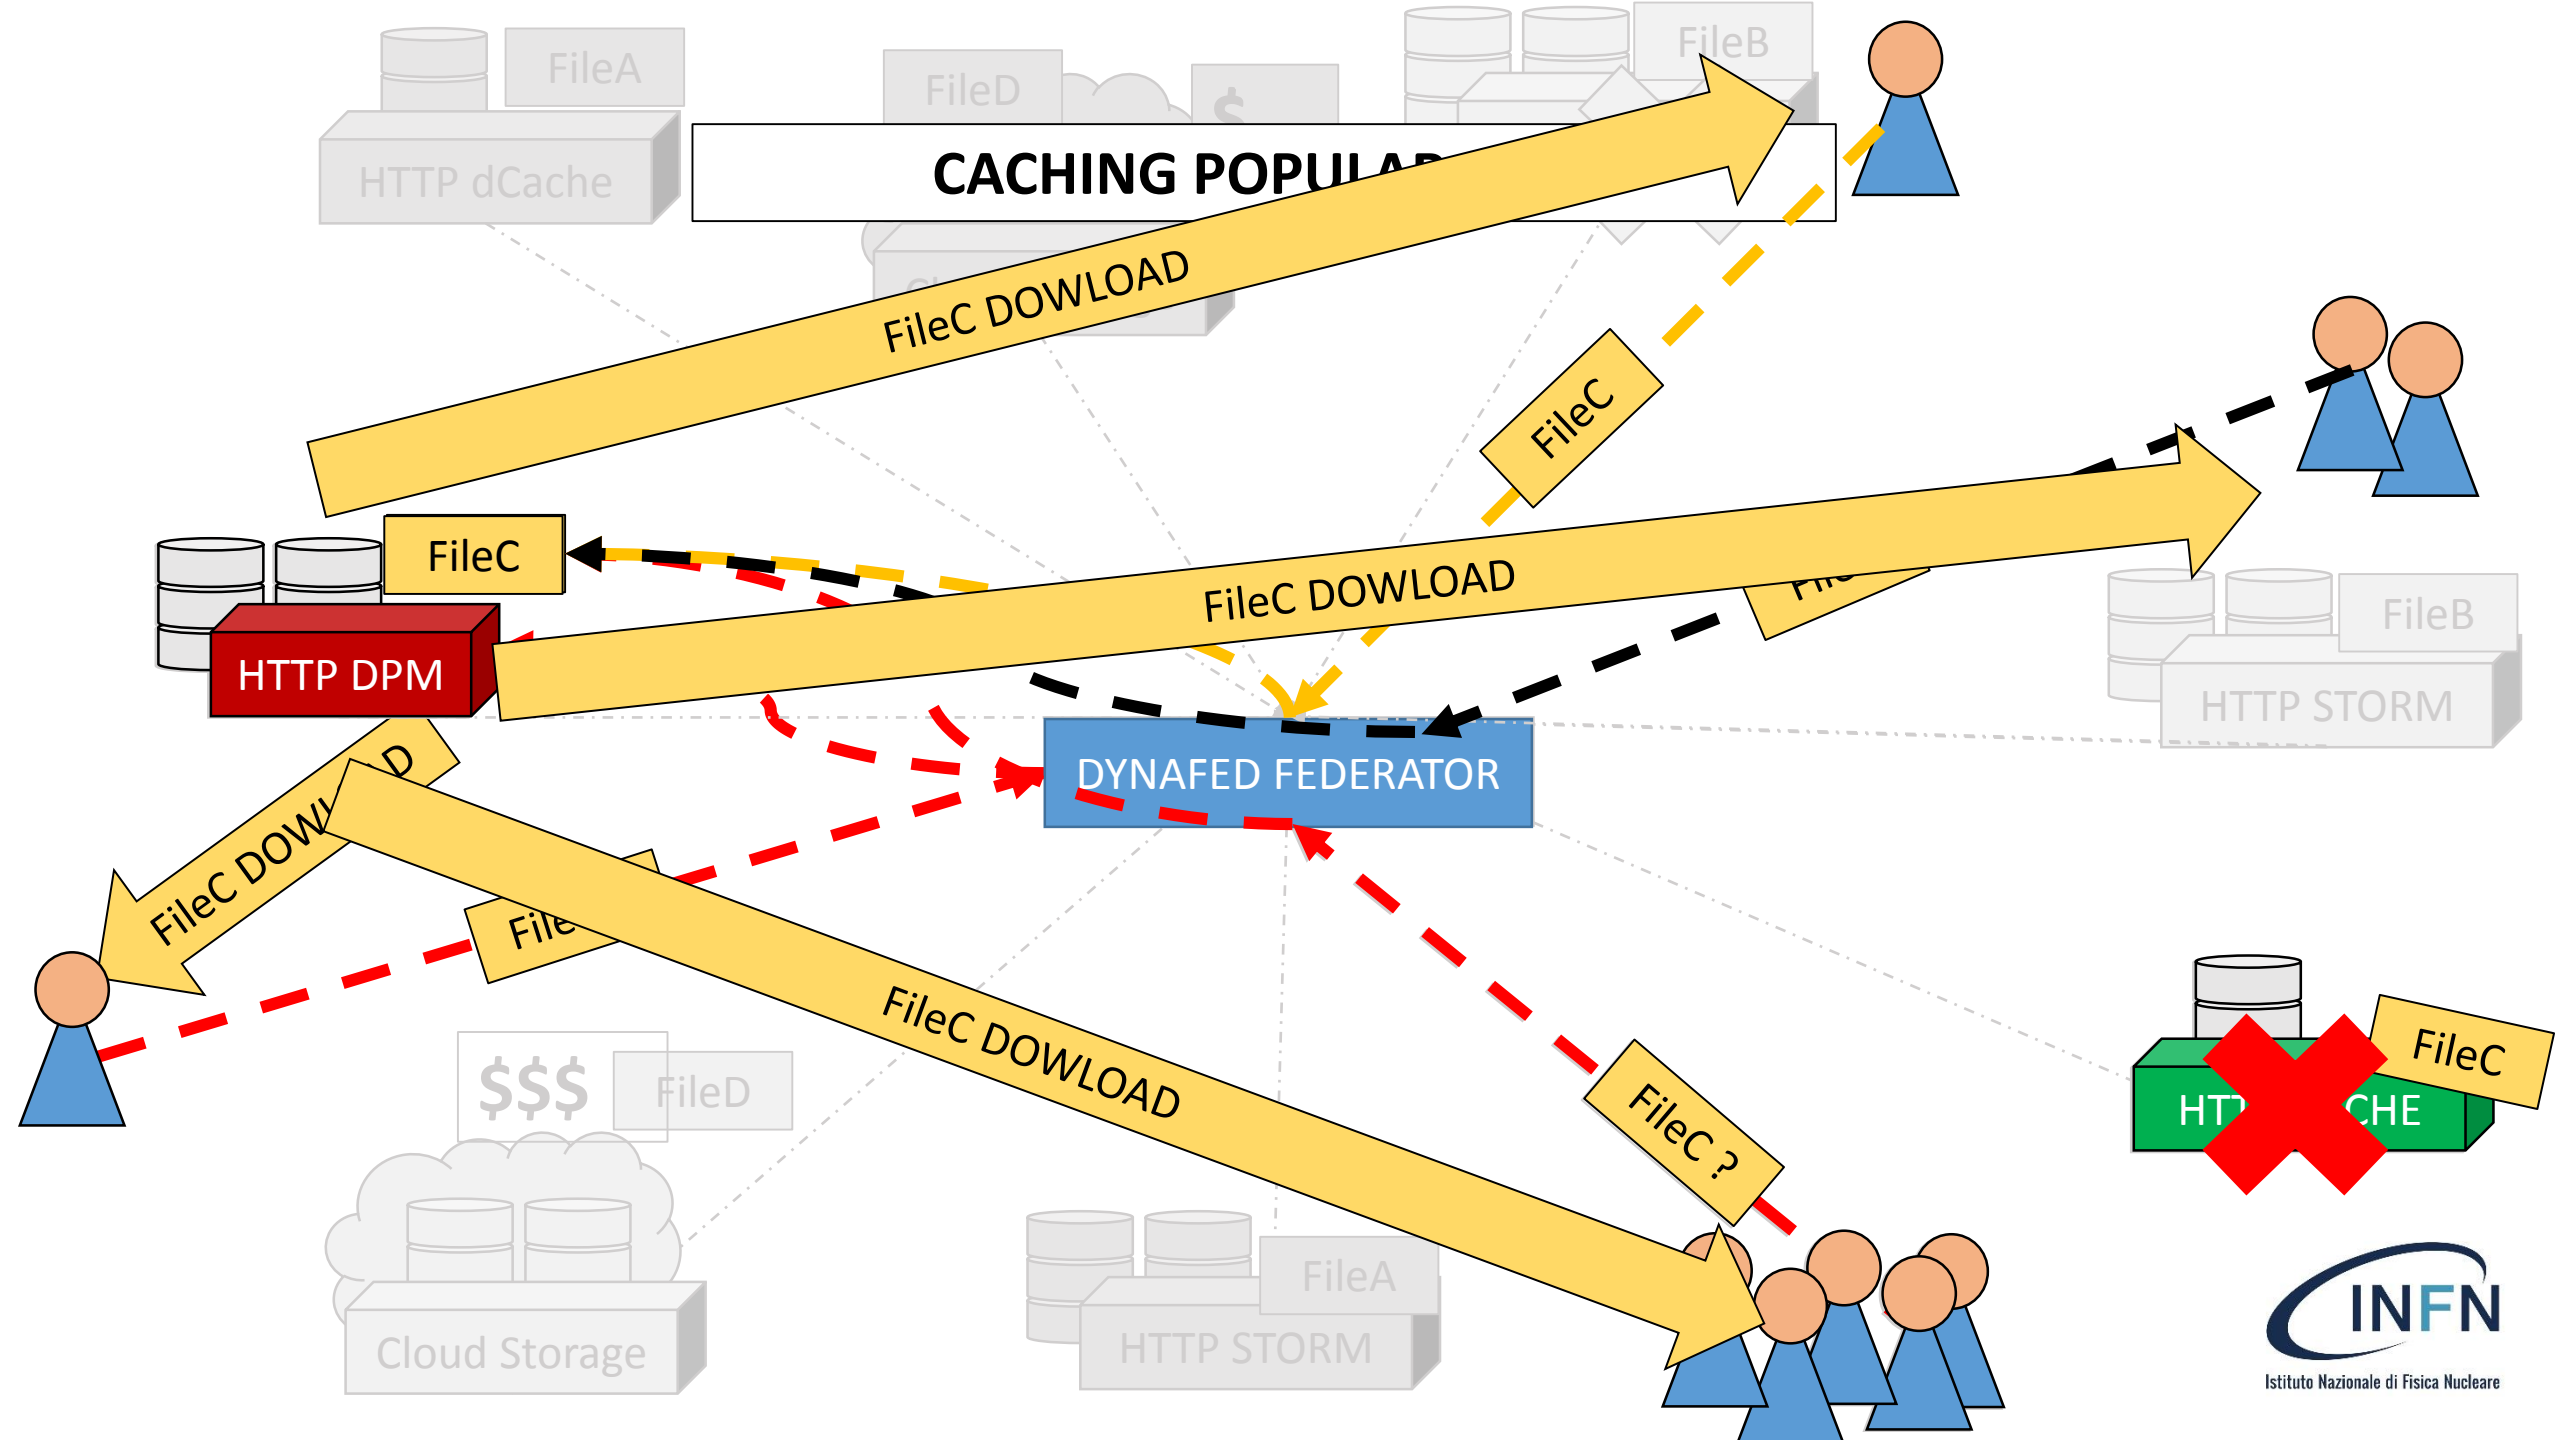 FileA
FileD
$
FileB
HTTP dCache
CACHING POPULAR
FileC DOWLOAD
FileC
FileC
FileC DOWLOAD
FileB
HTTP DPM
HTTP STORM
DYNAFED FEDERATOR
FileC
FileC DOWLOAD
FileC ?
FileC
$$$
FileD
Cloud Storage
FileA
HTTP STORM
INFN
Istituto Nazionale di Fisica Nucleare